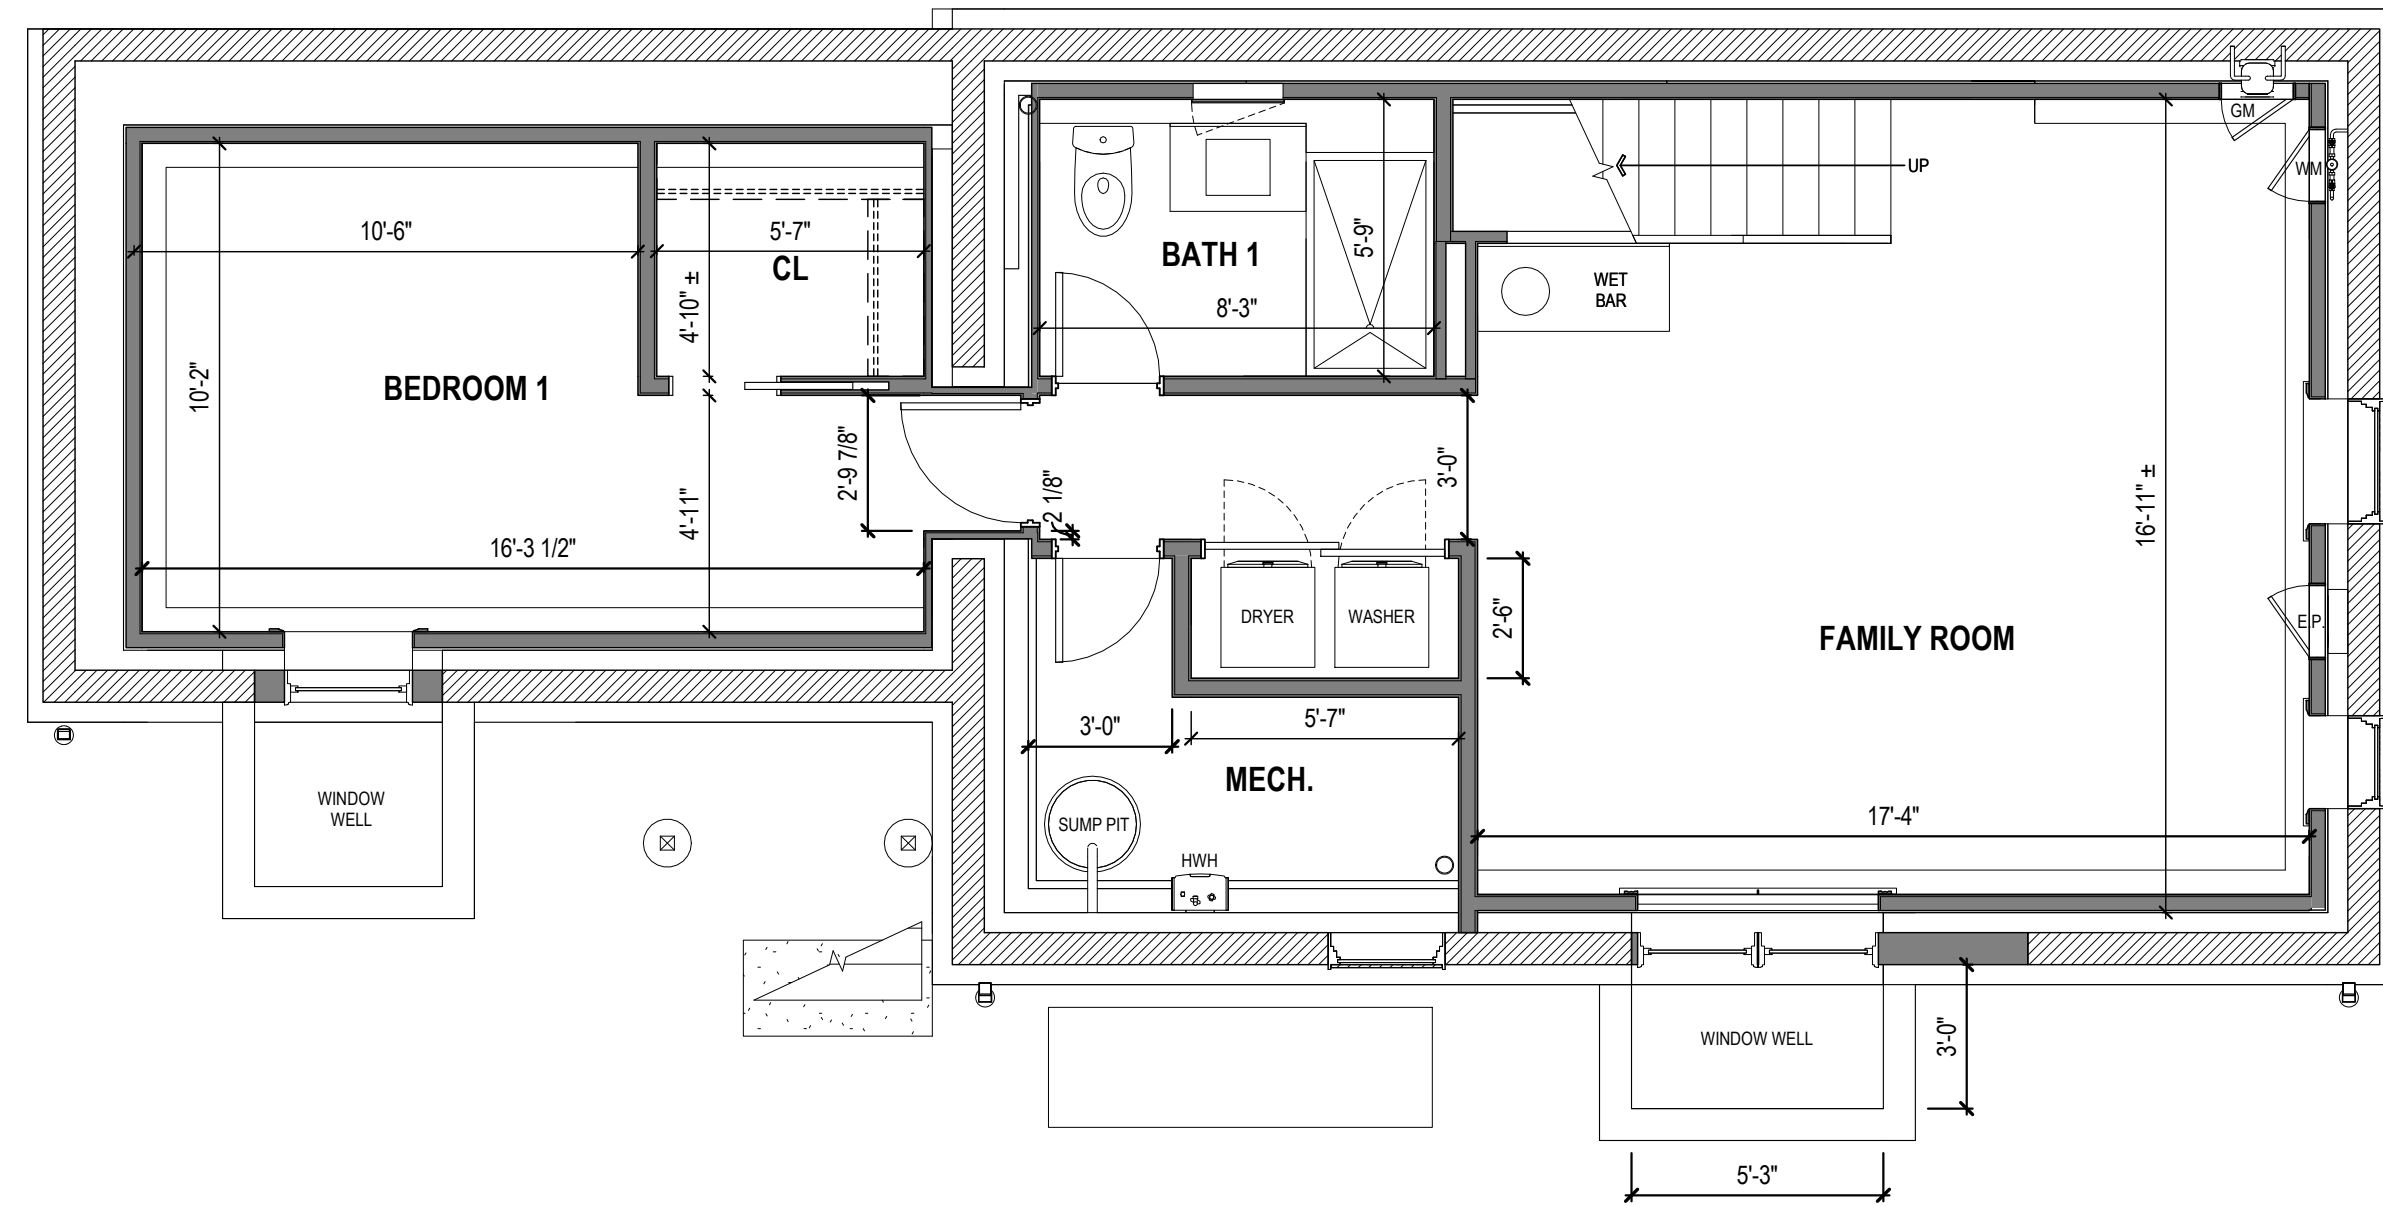 GM
UP
WM
10'-6"
5'-7"
CL
BATH 1
5'-9"
WET
BAR
4'-10" ±
8'-3"
10'-2"
BEDROOM 1
2'-9 7/8"
3'-0"
2 1/8"
16'-11" ±
4'-11"
16'-3 1/2"
DRYER
WASHER
2'-6"
FAMILY ROOM
E.P.
3'-0"
5'-7"
MECH.
WINDOW
WELL
SUMP PIT
17'-4"
HWH
WINDOW WELL
3'-0"
5'-3"